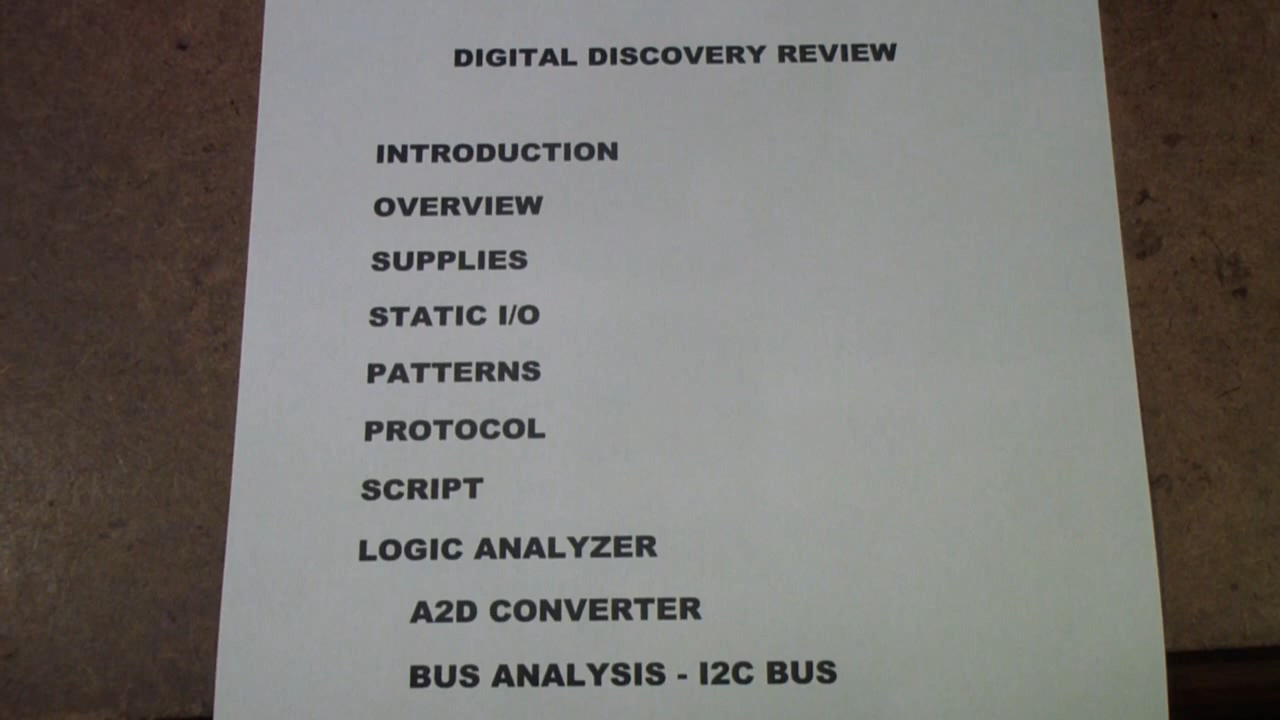 DIGITAL DISCOVERY REVIEW
INTRODUCTION
OVERVIEW
SUPPLIES
STATIC I/O
PATTERNS
PROTOCOL
SCRIPT
LOGIC ANALYZER
A2D CONVERTER
BUS ANALYSIS - I2C BUS